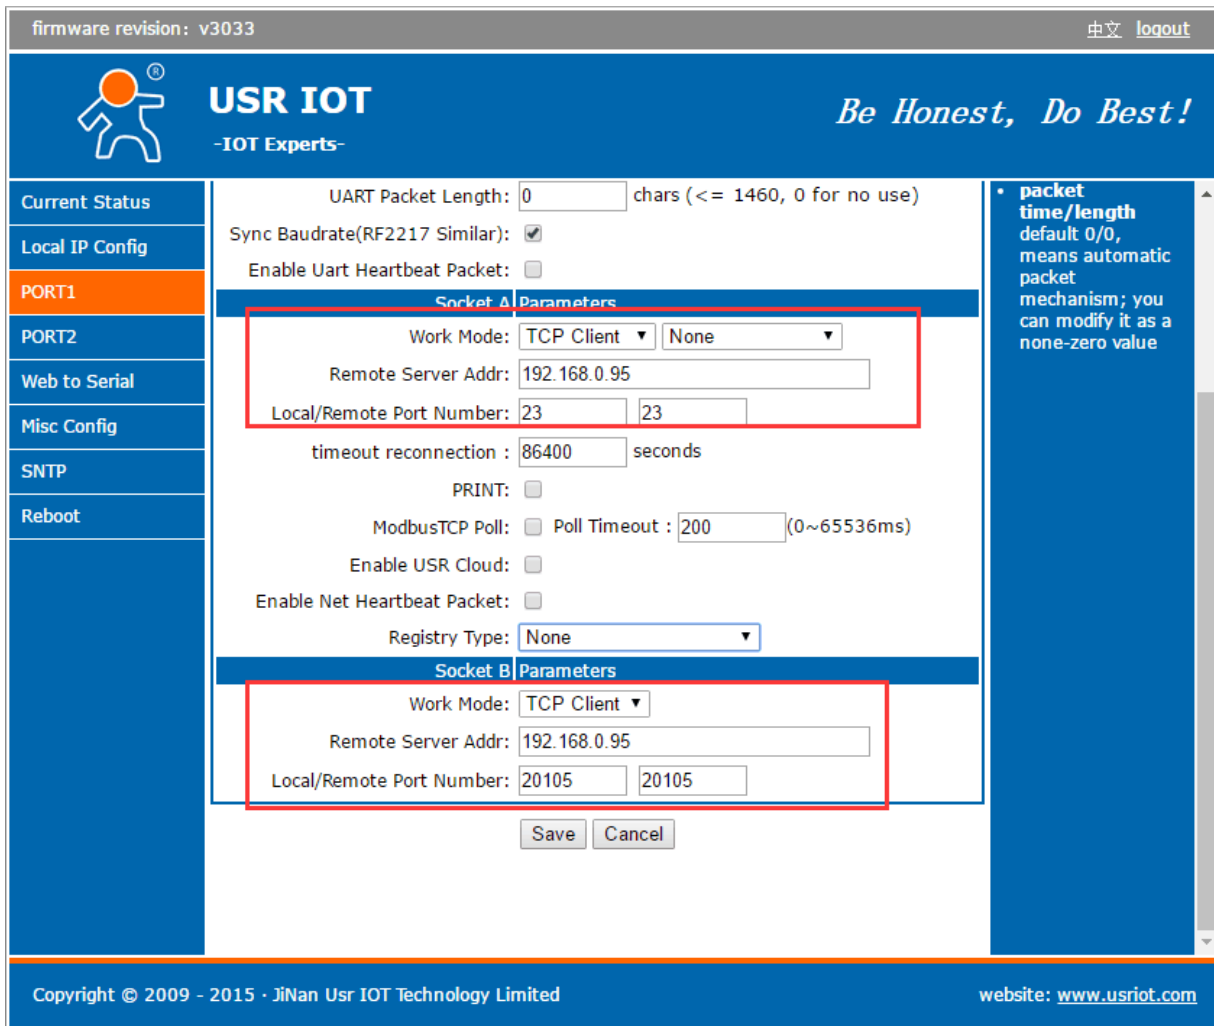 firmware revision: v3033
中文 logout
®
USR IOT
-IOT Experts-
Be Honest, Do Best!
Current Status
Local IP Config
PORT1
PORT2
Web to Serial
Misc Config
SNTP
Reboot
UART Packet Length: 0 chars (<= 1460, 0 for no use)
Sync Baudrate(RF2217 Similar):
Enable Uart Heartbeat Packet:
Socket A Parameters
Work Mode: TCP Client None
Remote Server Addr: 192.168.0.95
Local/Remote Port Number: 23 23
timeout reconnection : 86400 seconds
PRINT:
ModbusTCP Poll: Poll Timeout : 200 (0~65536ms)
Enable USR Cloud:
Enable Net Heartbeat Packet:
Registry Type: None
Socket B Parameters
Work Mode: TCP Client
Remote Server Addr: 192.168.0.95
Local/Remote Port Number: 20105 20105
Save Cancel
• packet
time/length
default 0/0,
means automatic
packet
mechanism; you
can modify it as a
none-zero value
Copyright © 2009 - 2015 · JiNan Usr IOT Technology Limited
website: www.usriot.com